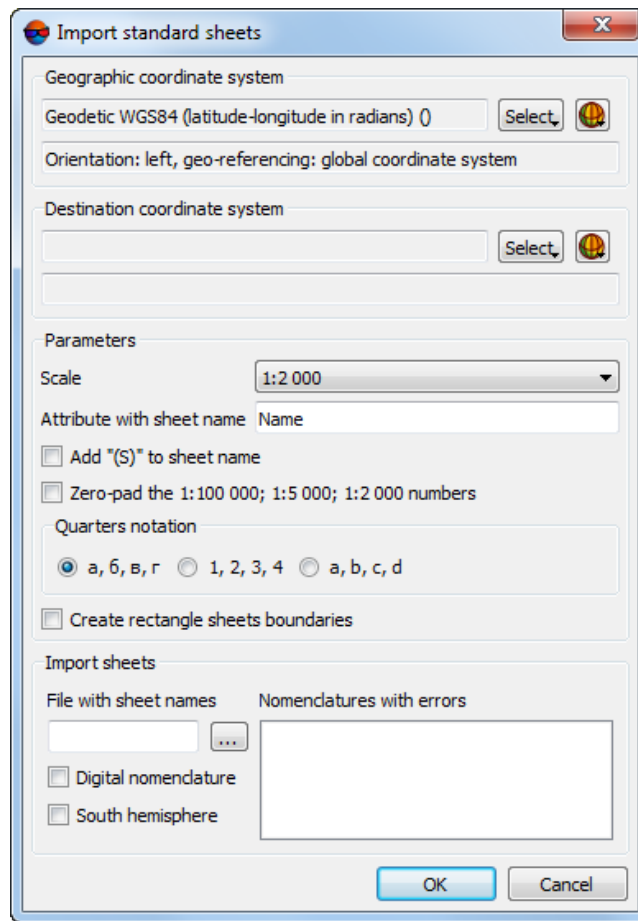 Import standard sheets
Geographic coordinate system
Geodetic WGS84 (latitude-longitude in radians) () Select
Orientation: left, geo-referencing: global coordinate system
Destination coordinate system
Select
Parameters
Scale 1:2 000
Attribute with sheet name Name
Add "(S)" to sheet name
Zero-pad the 1:100 000; 1:5 000; 1:2 000 numbers
Quarters notation
а, б, в, г 1, 2, 3, 4 a, b, c, d
Create rectangle sheets boundaries
Import sheets
File with sheet names Nomenclatures with errors
...
Digital nomenclature
South hemisphere
OK Cancel